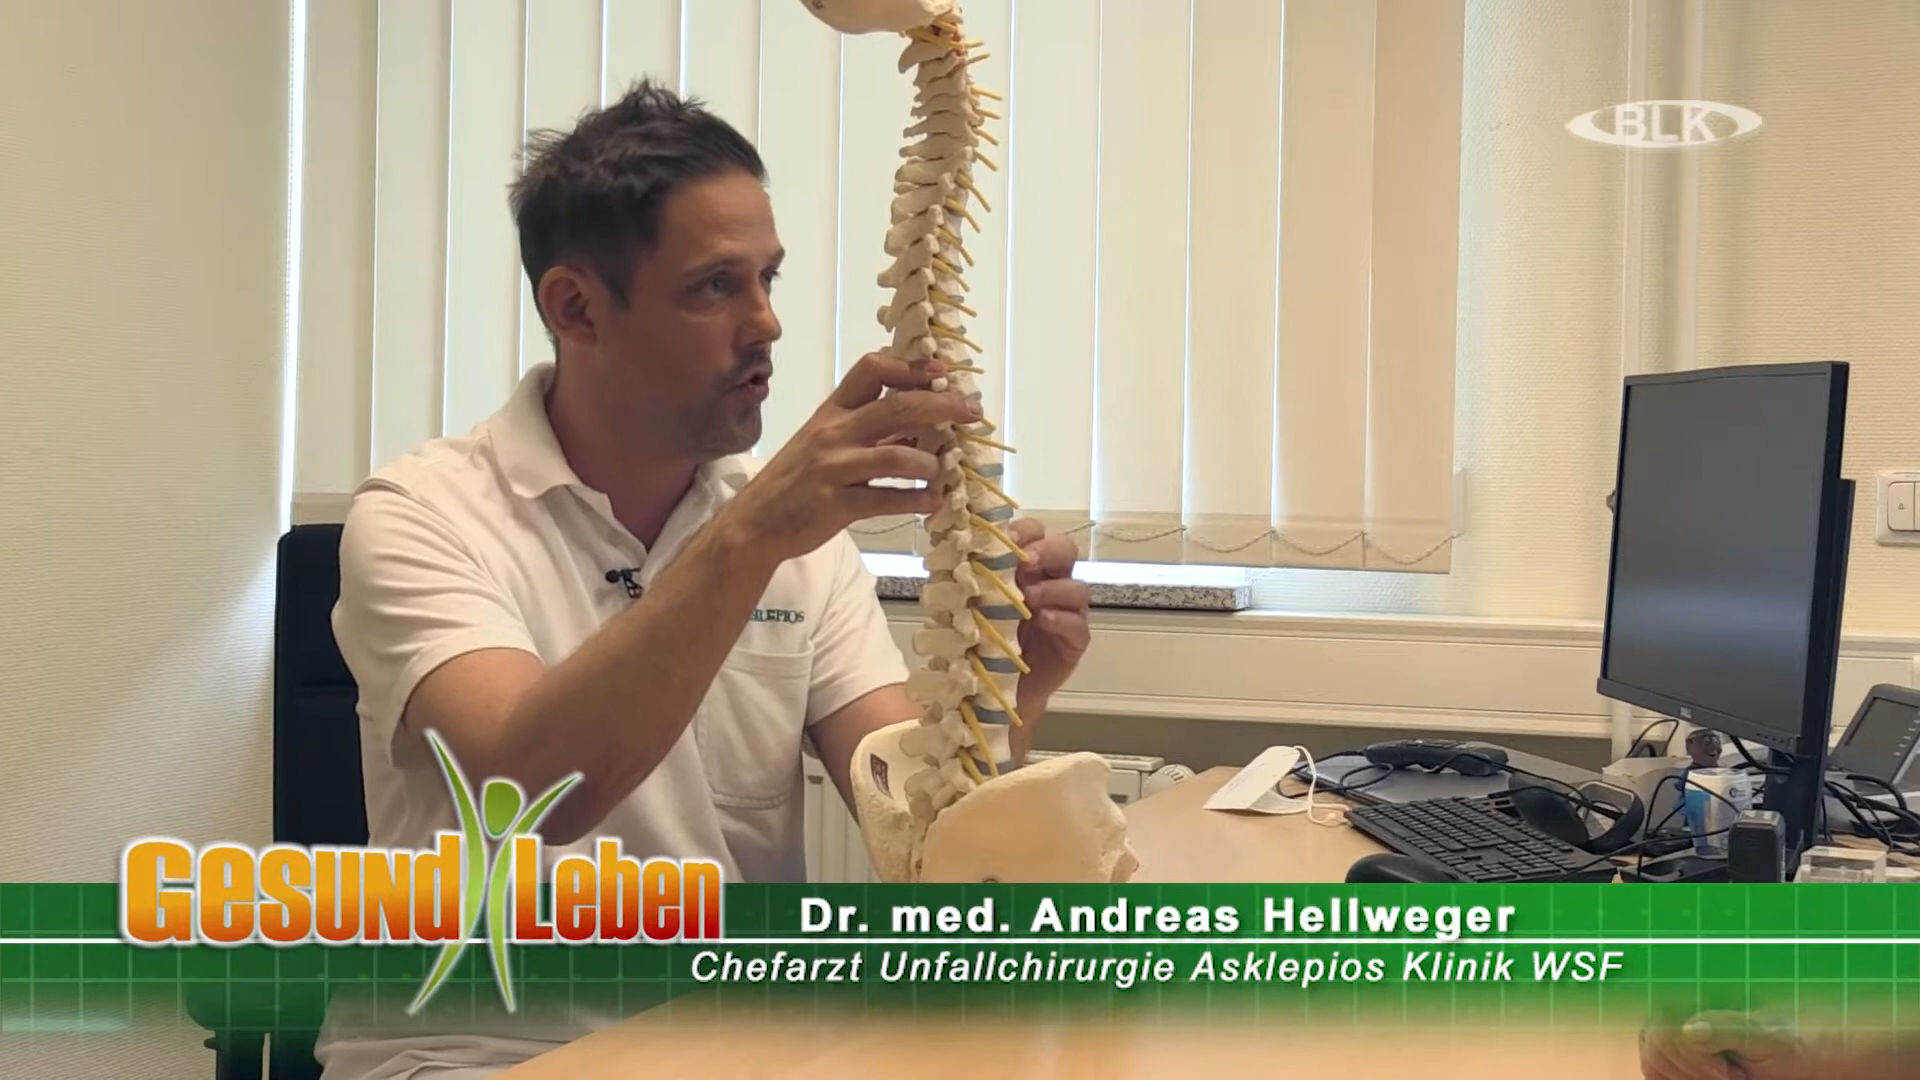 BLK
Gesund Leben
Dr. med. Andreas Hellweger
Chefarzt Unfallchirurgie Asklepios Klinik WSF